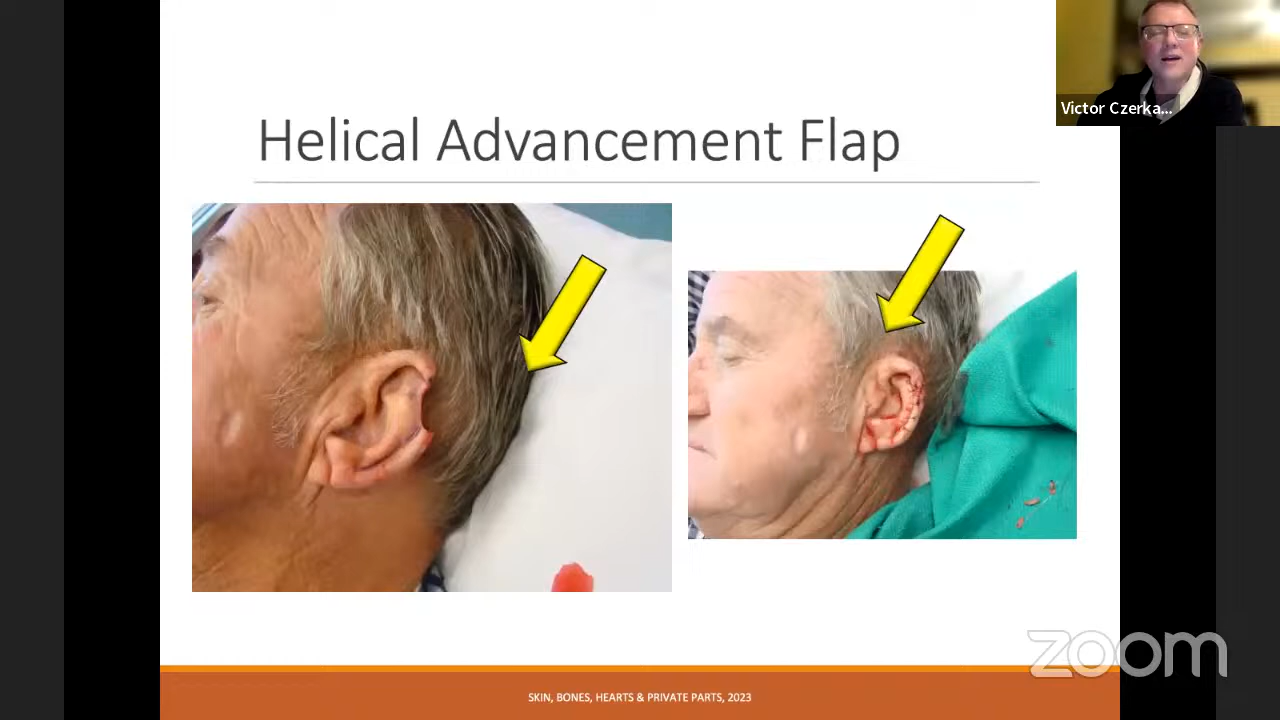 Victor Czerka...
Helical Advancement Flap
zoom
SKIN, BONES, HEARTS & PRIVATE PARTS, 2023